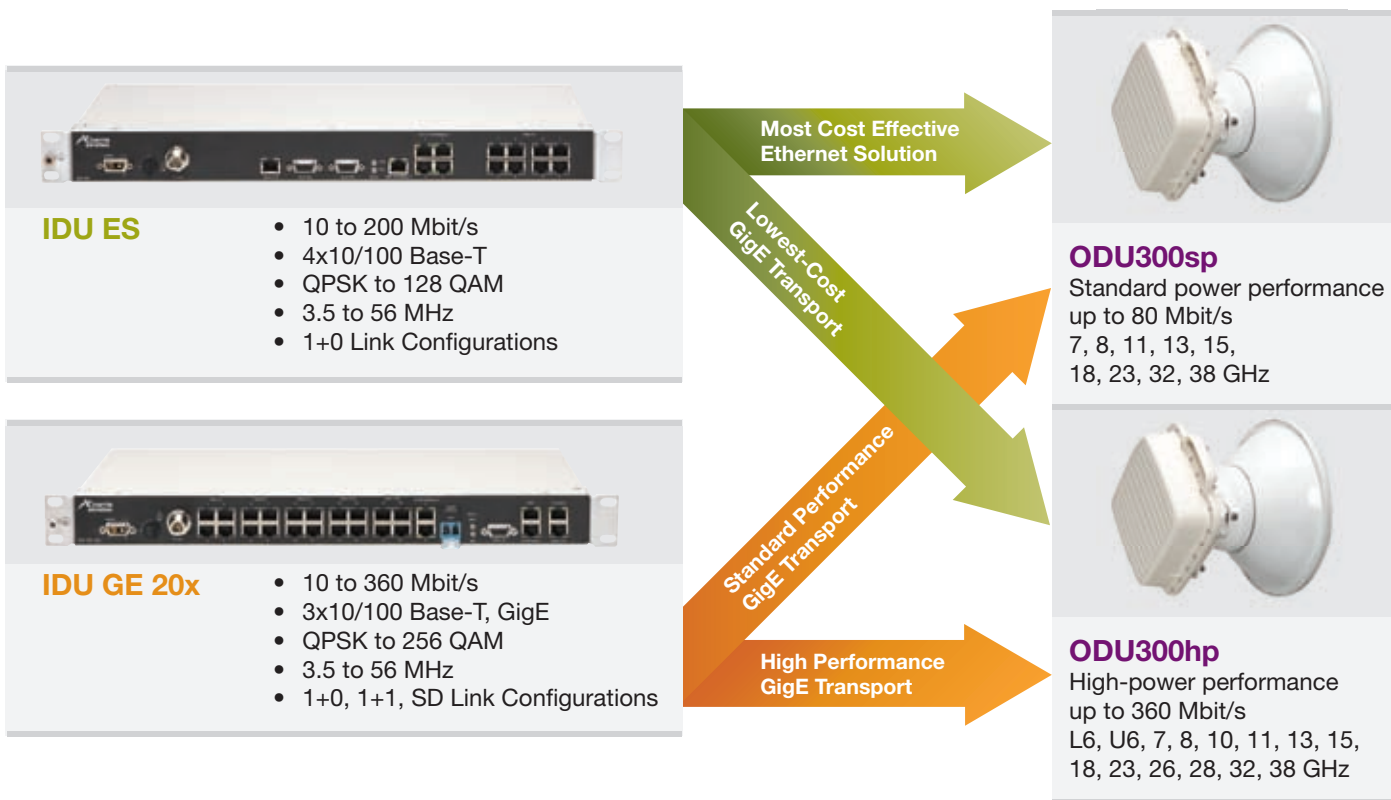 IDU ES
• 10 to 200 Mbit/s
• 4x10/100 Base-T
• QPSK to 128 QAM
• 3.5 to 56 MHz
• 1+0 Link Configurations
IDU GE 20x
• 10 to 360 Mbit/s
• 3x10/100 Base-T, GigE
• QPSK to 256 QAM
• 3.5 to 56 MHz
• 1+0, 1+1, SD Link Configurations
Most Cost Effective
Ethernet Solution
Lowest-Cost
GigE Transport
Standard Performance
GigE Transport
High Performance
GigE Transport
ODU300sp
Standard power performance
up to 80 Mbit/s
7, 8, 11, 13, 15,
18, 23, 32, 38 GHz
ODU300hp
High-power performance
up to 360 Mbit/s
L6, U6, 7, 8, 10, 11, 13, 15,
18, 23, 26, 28, 32, 38 GHz